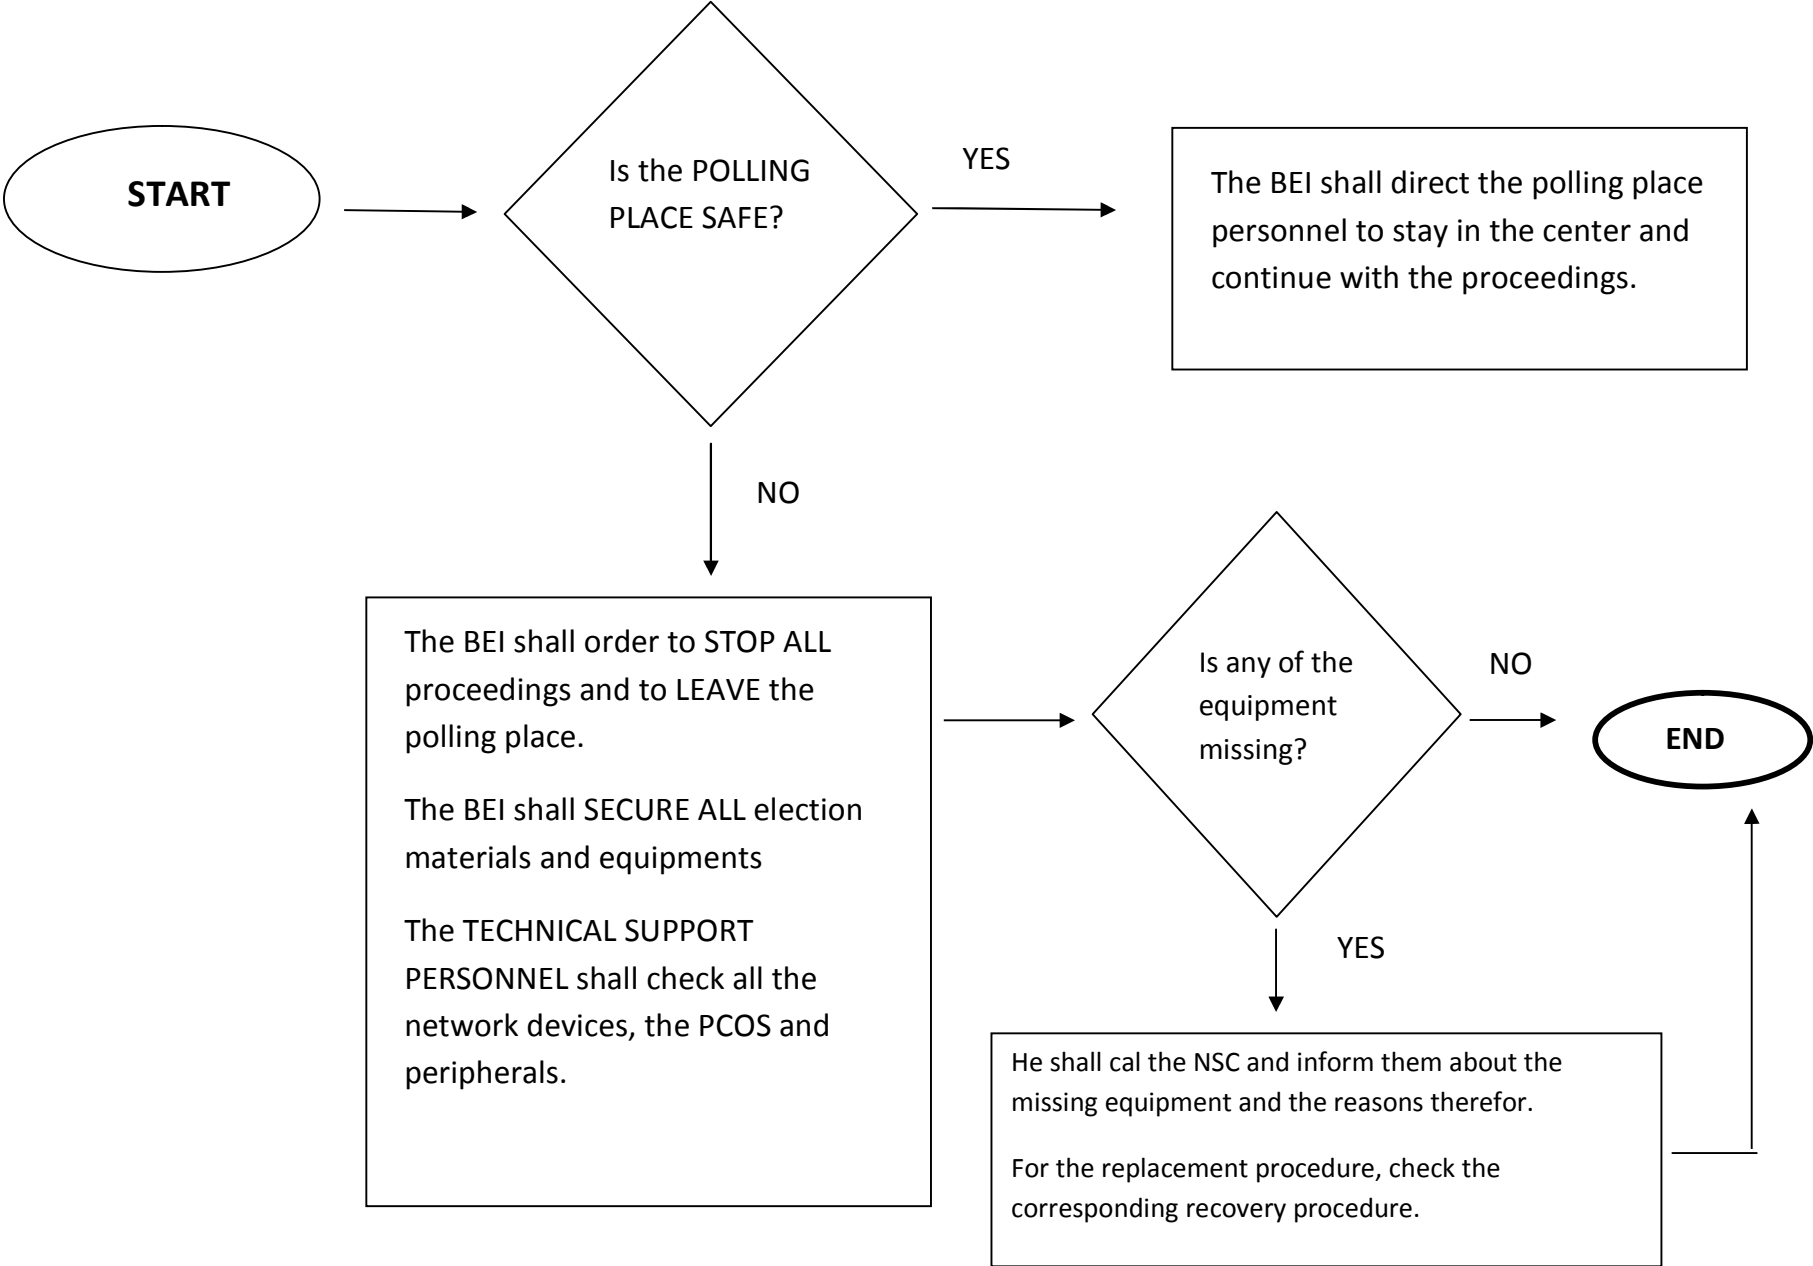 START
Is the POLLING
PLACE SAFE?
YES
The BEI shall direct the polling place
personnel to stay in the center and
continue with the proceedings.
NO
The BEI shall order to STOP ALL
proceedings and to LEAVE the
polling place.
The BEI shall SECURE ALL election
materials and equipments
The TECHNICAL SUPPORT
PERSONNEL shall check all the
network devices, the PCOS and
peripherals.
Is any of the
equipment
missing?
NO
END
YES
He shall cal the NSC and inform them about the
missing equipment and the reasons therefor.
For the replacement procedure, check the
corresponding recovery procedure.